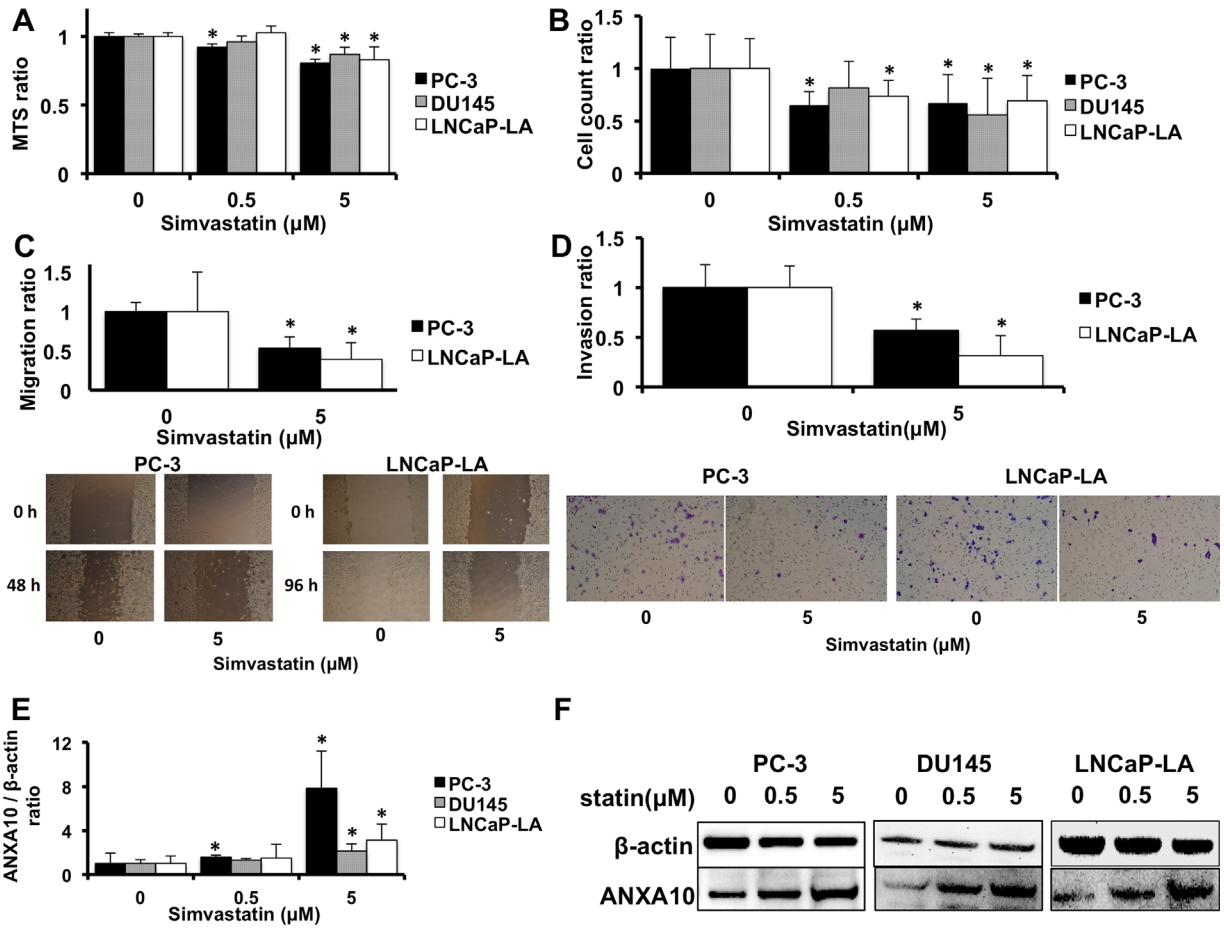 A
MTS ratio
1
0.5
0
* * * *
0 0.5 5
Simvastatin (µM)
PC-3
DU145
LNCaP-LA
B
Cell count ratio
1.5
1
0.5
0
* * * * *
0 0.5 5
Simvastatin (µM)
PC-3
DU145
LNCaP-LA
C
Migration ratio
1.5
1
0.5
0
* *
0 5
Simvastatin (µM)
PC-3
LNCaP-LA
PC-3 LNCaP-LA
0 h 0 h
48 h 96 h
0 5 0 5
Simvastatin (µM)
D
Invasion ratio
1.5
1
0.5
0
* *
0 5
Simvastatin(µM)
PC-3
LNCaP-LA
PC-3 LNCaP-LA
0 5 0 5
Simvastatin (µM)
E
ANXA10 / β-actin
ratio
12
8
4
0
* * * *
0 0.5 5
Simvastatin (µM)
PC-3
DU145
LNCaP-LA
F
PC-3 DU145 LNCaP-LA
statin(µM) 0 0.5 5 0 0.5 5 0 0.5 5
β-actin
ANXA10